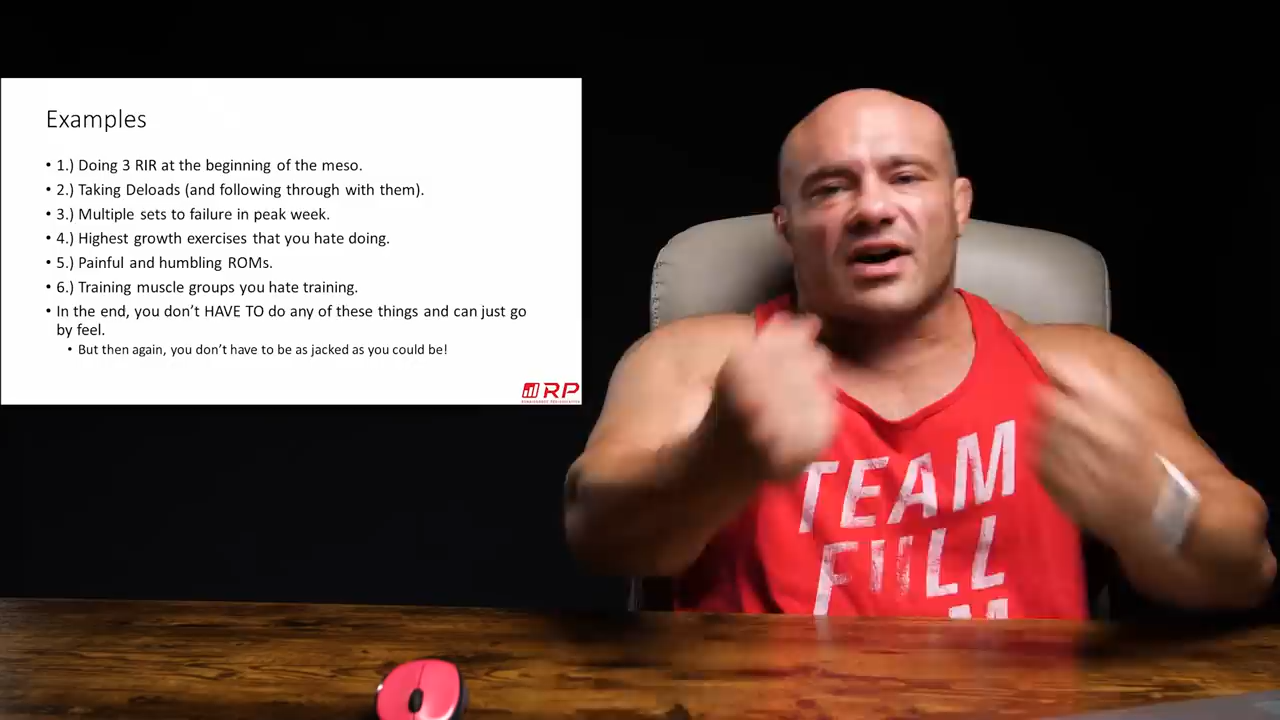 Examples
• 1.) Doing 3 RIR at the beginning of the meso.
• 2.) Taking Deloads (and following through with them).
• 3.) Multiple sets to failure in peak week.
• 4.) Highest growth exercises that you hate doing.
• 5.) Painful and humbling ROMs.
• 6.) Training muscle groups you hate training.
• In the end, you don't HAVE TO do any of these things and can just go
by feel.
• But then again, you don't have to be as jacked as you could be!
RP
TEAM
FULL